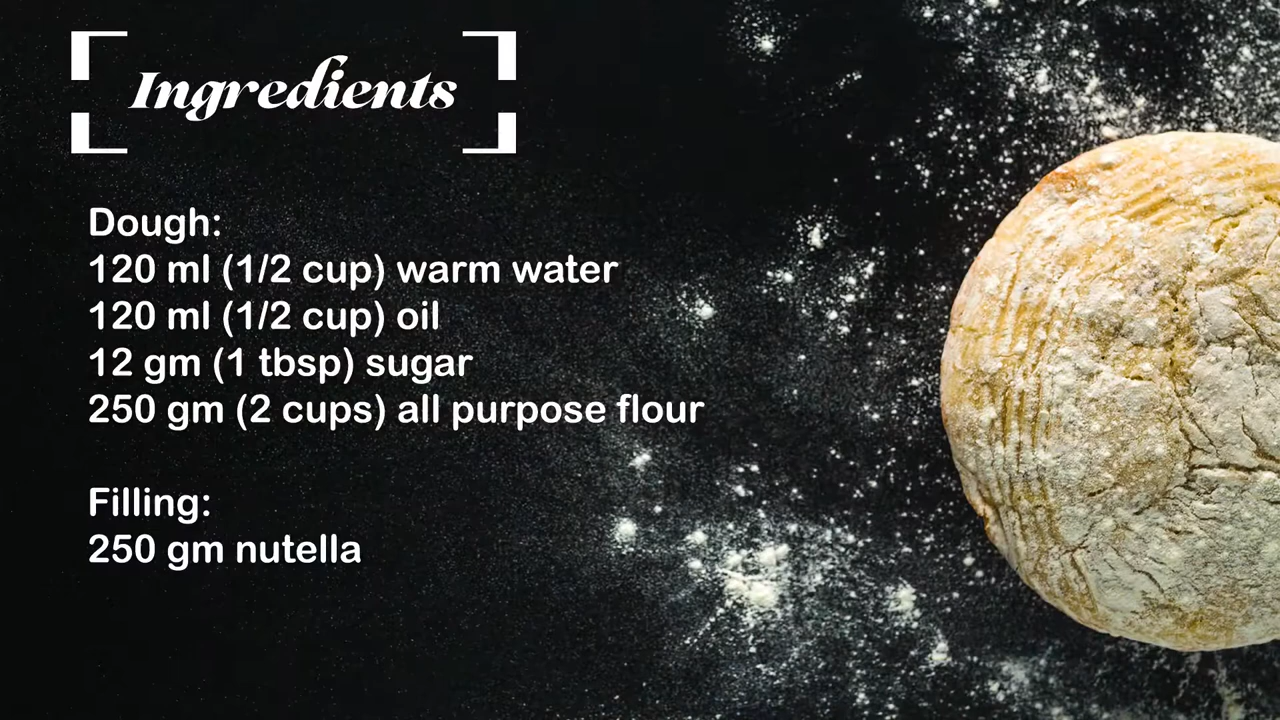 Ingredients
Dough:
120 ml (1/2 cup) warm water
120 ml (1/2 cup) oil
12 gm (1 tbsp) sugar
250 gm (2 cups) all purpose flour
Filling:
250 gm nutella